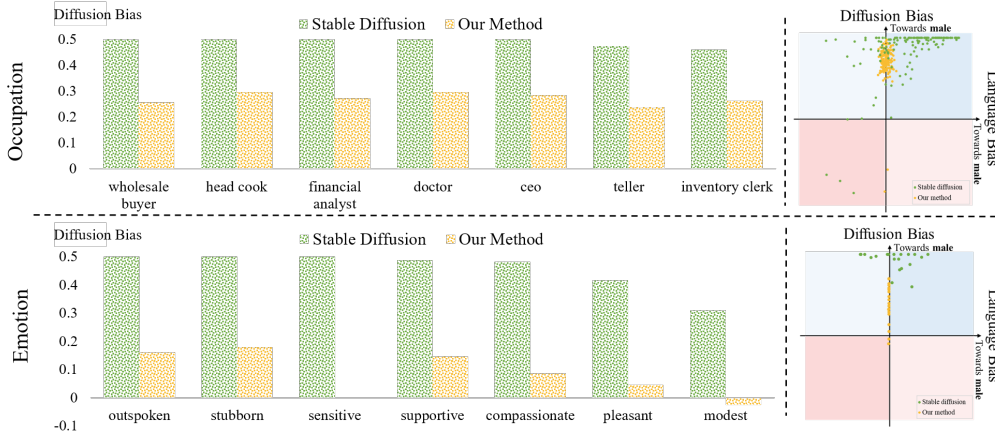 Diffusion Bias
Stable Diffusion
Our Method
Occupation
0.5
0.4
0.3
0.2
0.1
0
wholesale
buyer
head cook
financial
analyst
doctor
ceo
teller
inventory clerk
Diffusion Bias
Towards male
Language Bias
Towards male
Stable diffusion
Our method
Diffusion Bias
Stable Diffusion
Our Method
Emotion
0.5
0.4
0.3
0.2
0.1
0
-0.1
outspoken
stubborn
sensitive
supportive
compassionate
pleasant
modest
Diffusion Bias
Towards male
Language Bias
Towards male
Stable diffusion
Our method